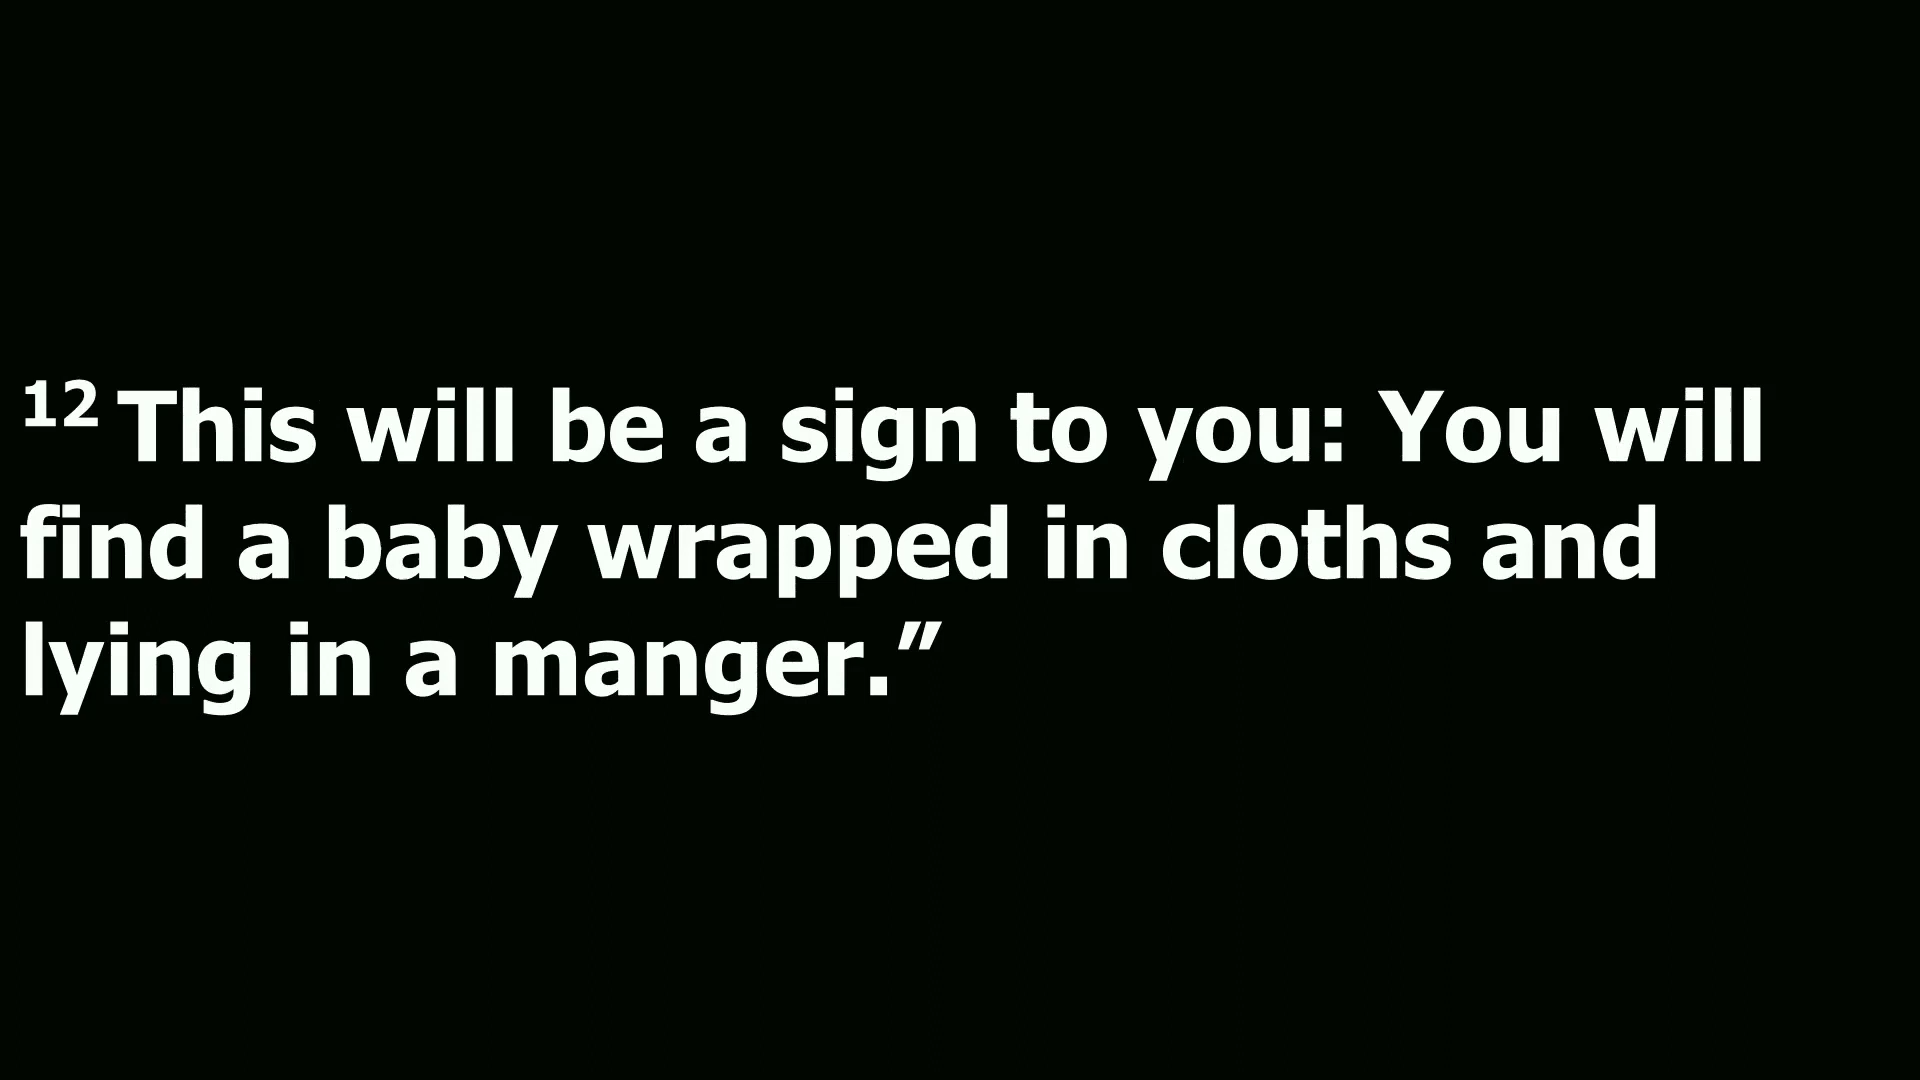 12 This will be a sign to you: You will
find a baby wrapped in cloths and
lying in a manger.”